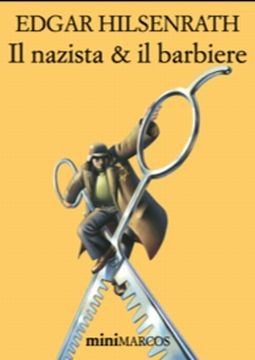 EDGAR HILSENRATH
Il nazista & il barbiere
miniMARCOS